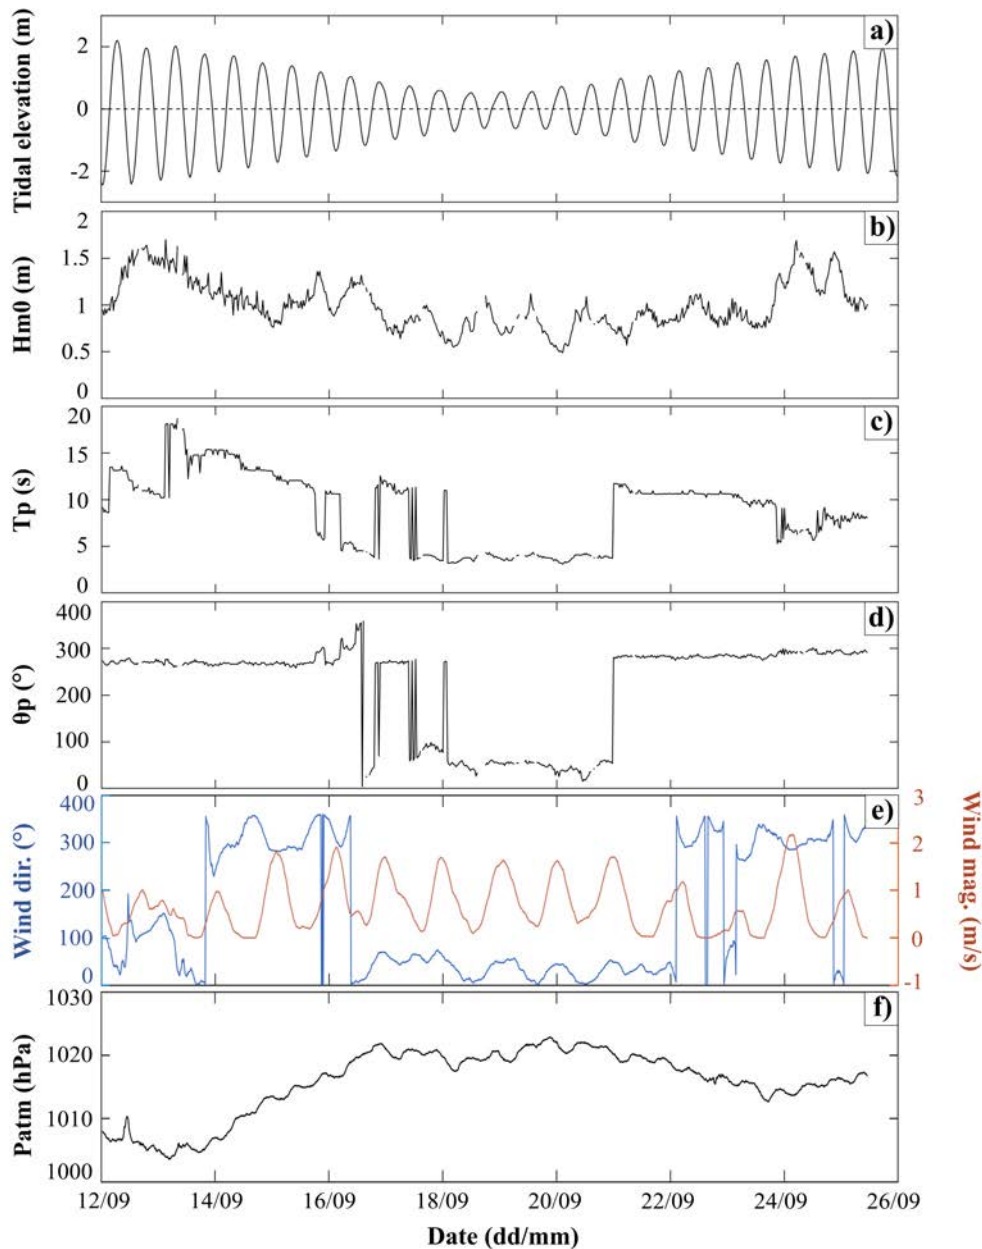 a)
Tidal elevation (m)
2
0
-2
b)
Hm0 (m)
2
1.5
1
0.5
0
c)
Tp (s)
20
15
10
5
0
d)
θp (°)
400
300
200
100
0
e)
Wind dir. (°)
400
300
200
100
0
Wind mag. (m/s)
3
2
1
0
-1
f)
Patm (hPa)
1030
1020
1010
1000
12/09 14/09 16/09 18/09 20/09 22/09 24/09 26/09
Date (dd/mm)